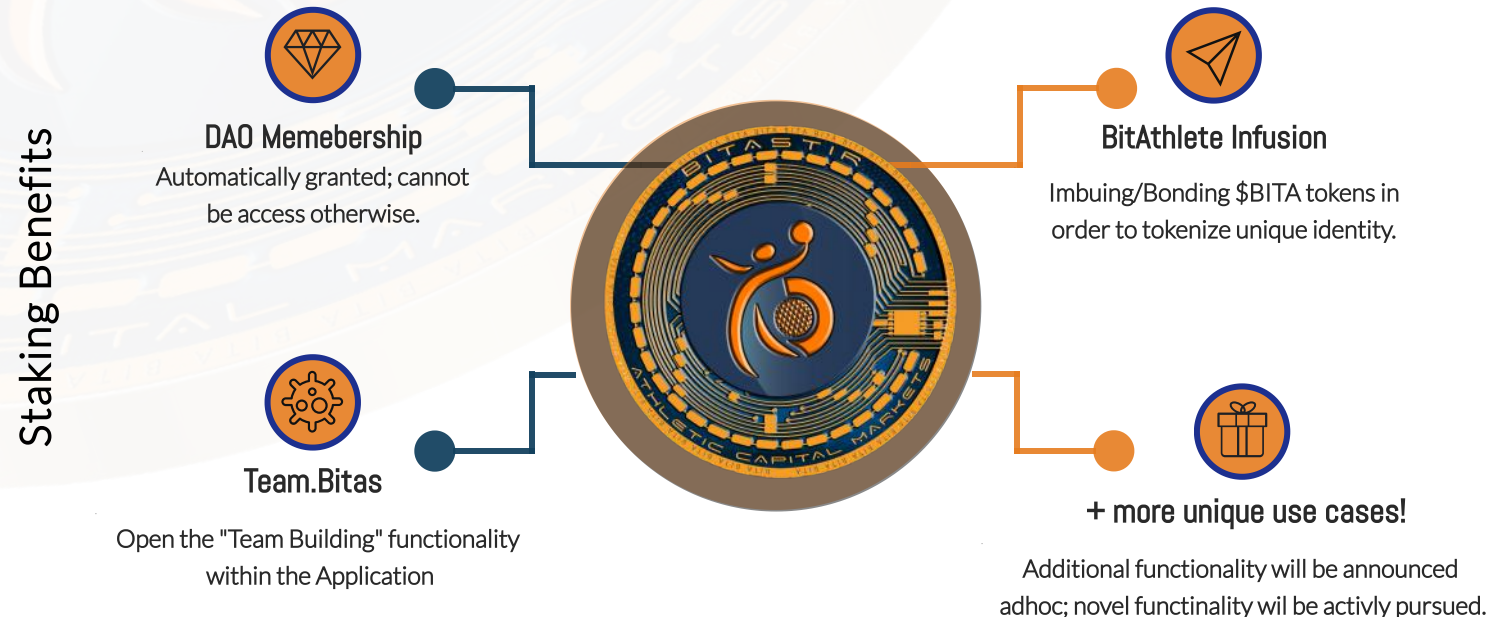 Staking Benefits
DAO Memebership
Automatically granted; cannot
be access otherwise.
BitAthlete Infusion
Imbuing/Bonding $BITA tokens in
order to tokenize unique identity.
BITASTIR
ATHLETIC CAPITAL MARKETS
Team.Bitas
Open the "Team Building" functionality
within the Application
+ more unique use cases!
Additional functionality will be announced
adhoc; novel functinality wil be activly pursued.